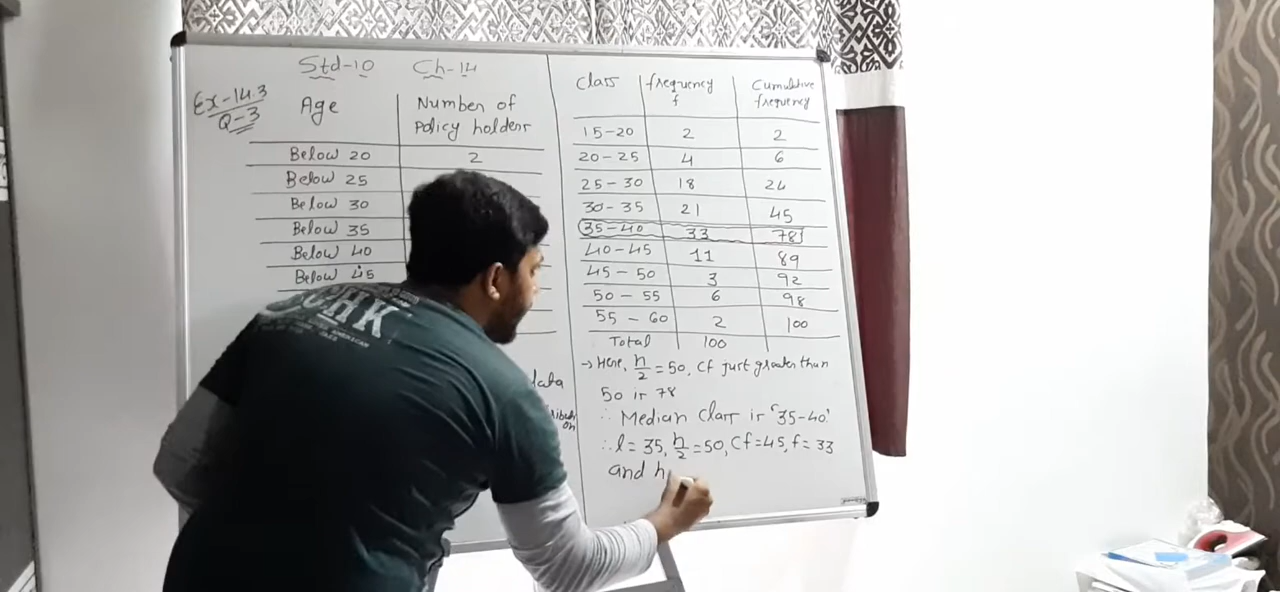 Std-10 Ch-14
Ex-14.3
Q-3
Age Number of Policy holders
Below 20 2
Below 25
Below 30
Below 35
Below 40
Below 45
data
on
Class frequency f Cumulative frequency
15-20 2 2
20-25 4 6
25-30 18 24
30-35 21 45
35-40 33 78
40-45 11 89
45-50 3 92
50-55 6 98
55-60 2 100
Total 100
→ Here, n/2 = 50, Cf just greater than
50 is 78
∴ Median Class is '35-40'
∴ l = 35, n/2 = 50, Cf = 45, f = 33
and h